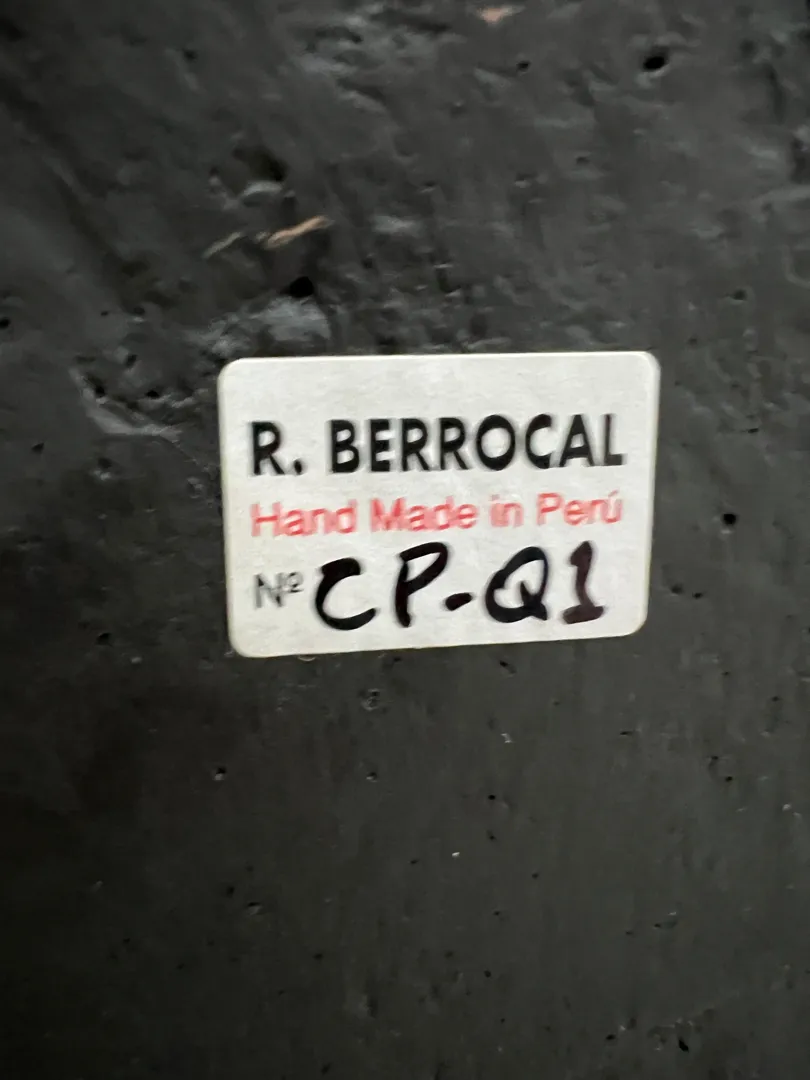 R. BERROCAL
Hand Made in Perú
Nº CP-Q1